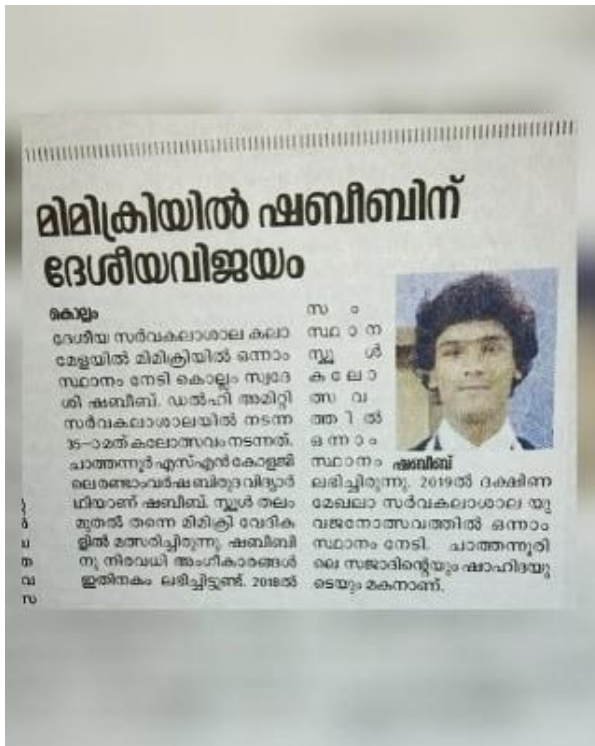 മിമിക്രിയിൽ ഷബീബിന്
ദേശീയവിജയം
കൊല്ലം
ദേശീയ സർവകലാശാല കലാ
മേളയിൽ മിമിക്രിയിൽ ഒന്നാം
സ്ഥാനം നേടി കൊല്ലം സ്വദേ
ശി ഷബീബ്. ഡൽഹി അമിറ്റി
സർവകലാശാലയിൽ നടന്ന
35-ാമത് കലോത്സവം നടന്നത്.
ചാത്തന്നൂർ എസ്എൻ കോളജി
ലെ രണ്ടാംവർഷ ബിരുദ വിദ്യാർ
ഥിയാണ് ഷബീബ്. സ്കൂൾ തലം
മുതൽ തന്നെ മിമിക്രി വേദിക
ളിൽ മത്സരിച്ചിരുന്നു. ഷബീബി
നു നിരവധി അംഗീകാരങ്ങൾ
ഇതിനകം ലഭിച്ചിട്ടുണ്ട്. 2018ൽ
സം
സ്ഥാന
സ്കൂൾ
കലോ
ത്സവ
ത്തിൽ
ഒന്നാം
സ്ഥാനം
ഷബീബ്
ലഭിച്ചിരുന്നു. 2019ൽ ദക്ഷിണ
മേഖലാ സർവകലാശാല യു
വജനോത്സവത്തിൽ ഒന്നാം
സ്ഥാനം നേടി. ചാത്തന്നൂരി
ലെ സജാദിന്റെയും ഷാഹിദയു
ടെയും മകനാണ്.